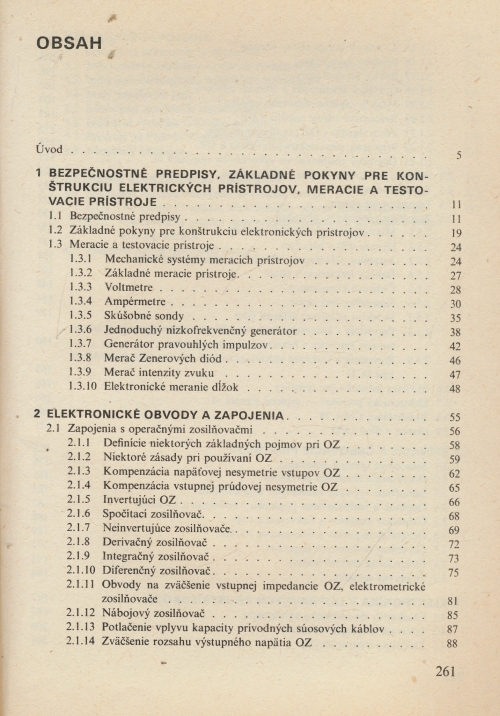 OBSAH
Úvod . . . . . . . . . . . . . . . . . . . . . . . . . . . . . . 5
1 BEZPEČNOSTNÉ PREDPISY, ZÁKLADNÉ POKYNY PRE KON-
ŠTRUKCIU ELEKTRICKÝCH PRÍSTROJOV, MERACIE A TESTO-
VACIE PRÍSTROJE . . . . . . . . . . . . . . . . . . . . . 11
1.1 Bezpečnostné predpisy . . . . . . . . . . . . . . . . . . . 11
1.2 Základné pokyny pre konštrukciu elektronických prístrojov . . . . . 19
1.3 Meracie a testovacie prístroje . . . . . . . . . . . . . . . . 24
1.3.1 Mechanické systémy meracích prístrojov . . . . . . . . . 24
1.3.2 Základné meracie prístroje . . . . . . . . . . . . . . . 27
1.3.3 Voltmetre . . . . . . . . . . . . . . . . . . . . . . 28
1.3.4 Ampérmetre . . . . . . . . . . . . . . . . . . . . . 30
1.3.5 Skúšobné sondy . . . . . . . . . . . . . . . . . . . 35
1.3.6 Jednoduchý nízkofrekvenčný generátor . . . . . . . . . . 38
1.3.7 Generátor pravouhlých impulzov . . . . . . . . . . . . . 42
1.3.8 Merač Zenerových diód . . . . . . . . . . . . . . . . 46
1.3.9 Merač intenzity zvuku . . . . . . . . . . . . . . . . . 47
1.3.10 Elektronické meranie dĺžok . . . . . . . . . . . . . . . 48
2 ELEKTRONICKÉ OBVODY A ZAPOJENIA . . . . . . . . . . . . 55
2.1 Zapojenia s operačnými zosilňovačmi . . . . . . . . . . . . . 56
2.1.1 Definície niektorých základných pojmov pri OZ . . . . . . . 58
2.1.2 Niektoré zásady pri používaní OZ . . . . . . . . . . . . 59
2.1.3 Kompenzácia napäťovej nesymetrie vstupov OZ . . . . . . . 62
2.1.4 Kompenzácia vstupnej prúdovej nesymetrie OZ . . . . . . . 65
2.1.5 Invertujúci OZ . . . . . . . . . . . . . . . . . . . . 66
2.1.6 Spočítací zosilňovač . . . . . . . . . . . . . . . . . . 68
2.1.7 Neinvertujúce zosilňovače . . . . . . . . . . . . . . . . 69
2.1.8 Derivačný zosilňovač . . . . . . . . . . . . . . . . . . 72
2.1.9 Integračný zosilňovač . . . . . . . . . . . . . . . . . 73
2.1.10 Diferenčný zosilňovač . . . . . . . . . . . . . . . . . 75
2.1.11 Obvody na zväčšenie vstupnej impedancie OZ, elektrometrické
zosilňovače . . . . . . . . . . . . . . . . . . . . . 81
2.1.12 Nábojový zosilňovač . . . . . . . . . . . . . . . . . . 85
2.1.13 Potlačenie vplyvu kapacity prívodných súosových káblov . . . . 87
2.1.14 Zväčšenie rozsahu výstupného napätia OZ . . . . . . . . . 88
261